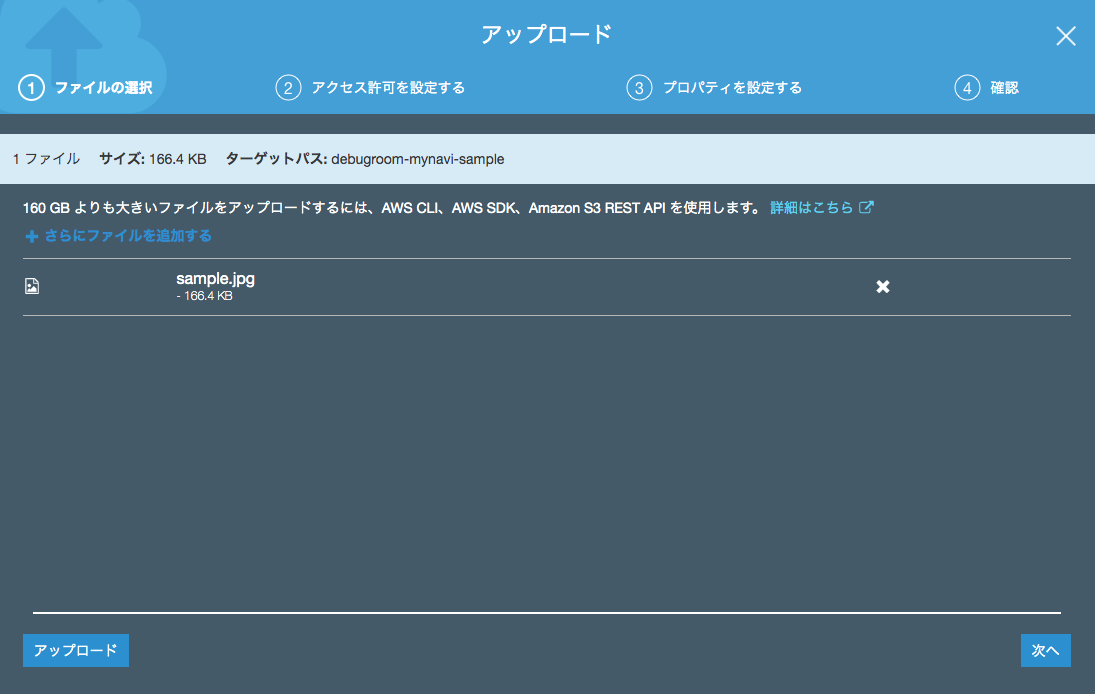 アップロード
1 ファイルの選択 2 アクセス許可を設定する 3 プロパティを設定する 4 確認
1 ファイル サイズ: 166.4 KB ターゲットパス: debugroom-mynavi-sample
160 GB よりも大きいファイルをアップロードするには、AWS CLI、AWS SDK、Amazon S3 REST API を使用します。 詳細はこちら
さらにファイルを追加する
sample.jpg
- 166.4 KB
アップロード 次へ